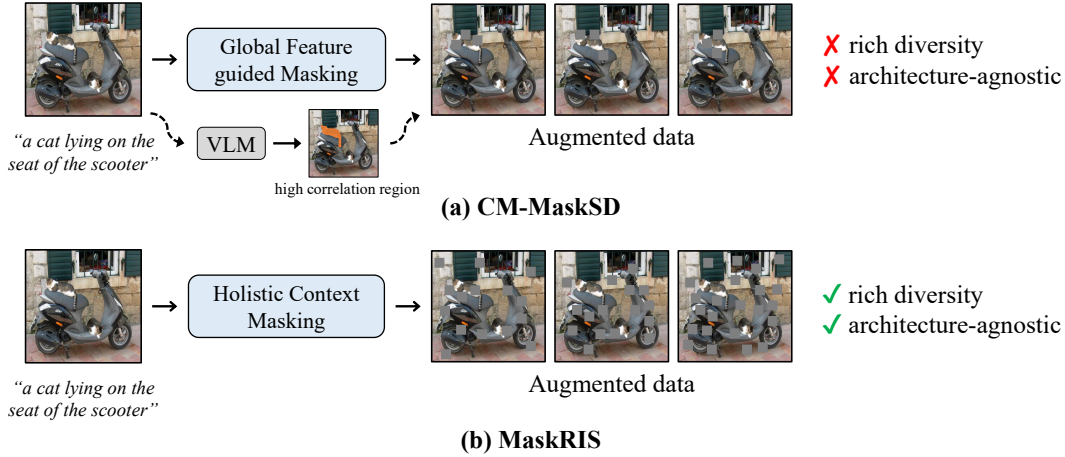 Global Feature
guided Masking
✗ rich diversity
✗ architecture-agnostic
"a cat lying on the
seat of the scooter"
VLM
high correlation region
Augmented data
(a) CM-MaskSD
Holistic Context
Masking
✓ rich diversity
✓ architecture-agnostic
"a cat lying on the
seat of the scooter"
Augmented data
(b) MaskRIS